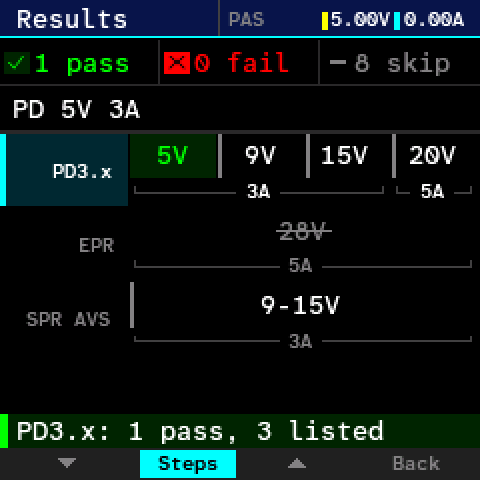 Results PAS 5.00V 0.00A
1 pass 0 fail 8 skip
PD 5V 3A
PD3.x 5V 9V 15V 20V
3A 5A
28V
EPR
5A
9-15V
SPR AVS
3A
PD3.x: 1 pass, 3 listed
Steps Back